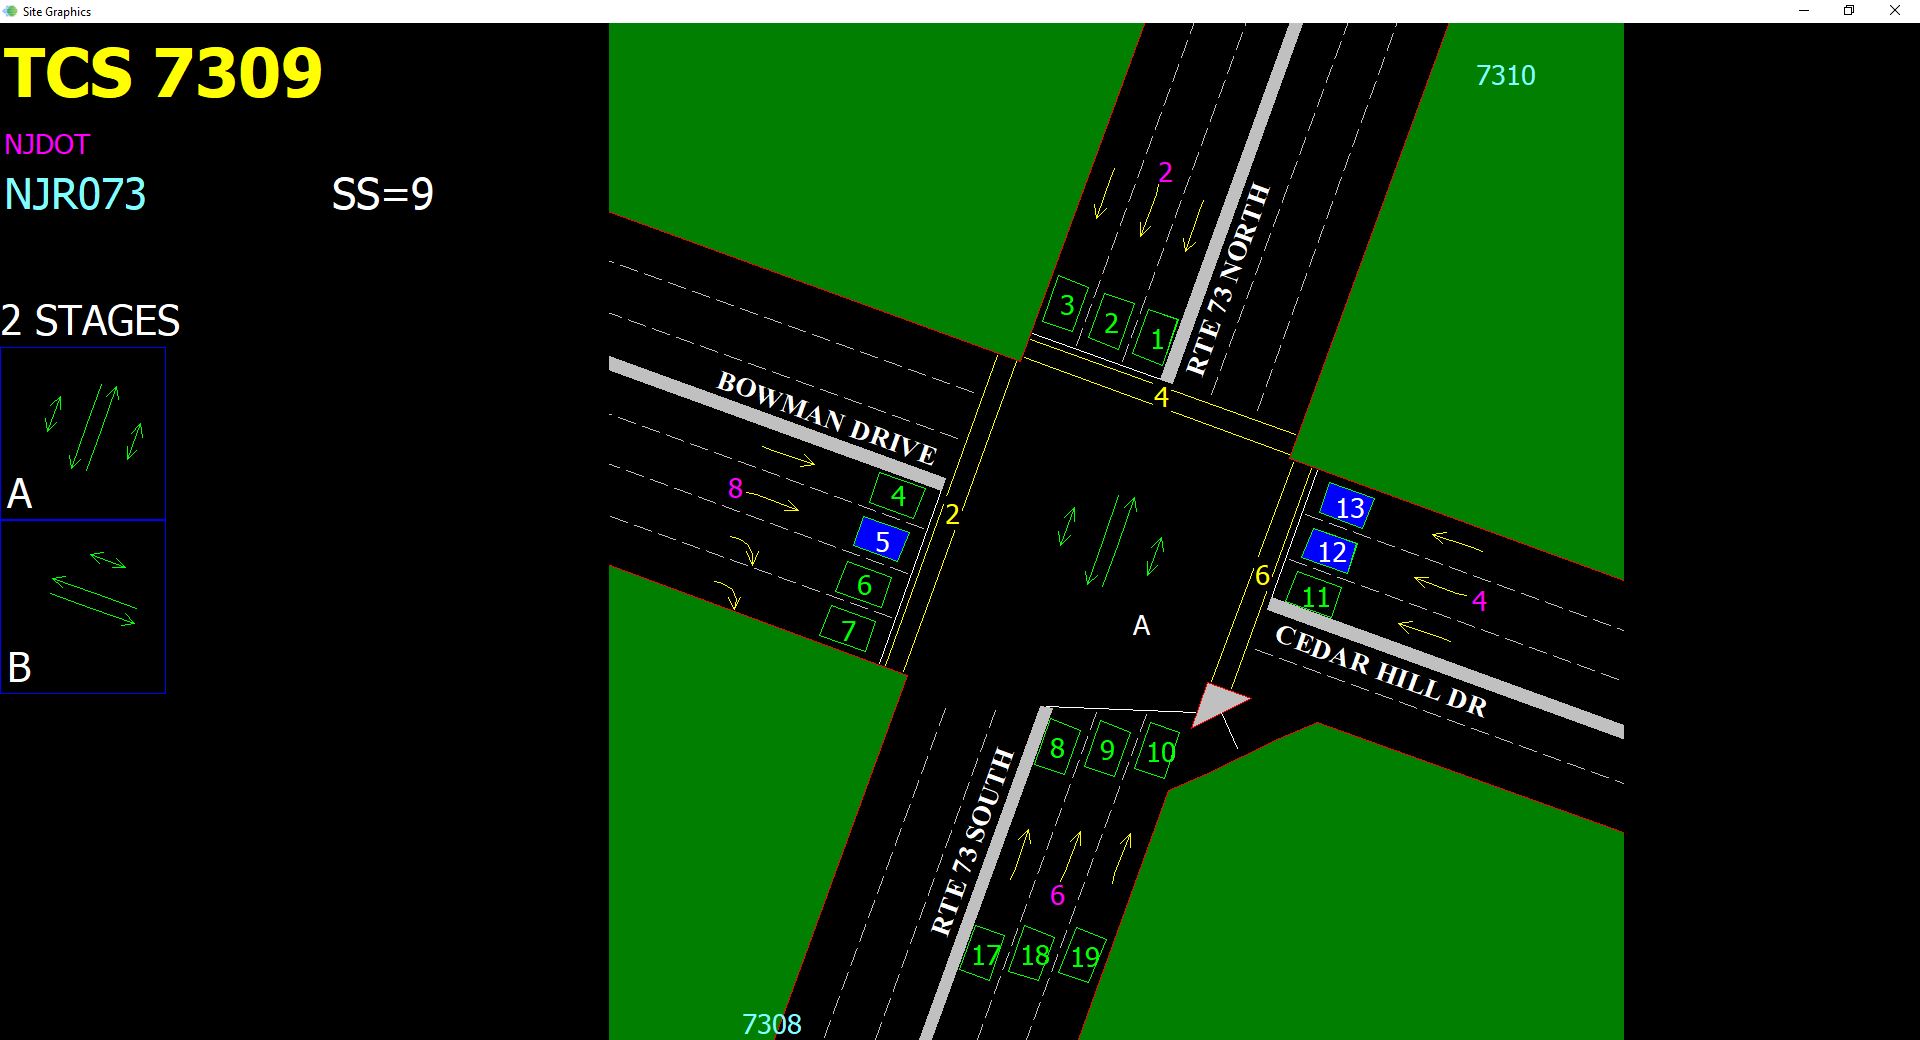 Site Graphics
TCS 7309
NJDOT
NJR073
SS=9
2 STAGES
A
B
7310
2
RTE 73 NORTH
3
2
1
4
BOWMAN DRIVE
8
4
5
6
7
2
13
12
11
6
4
CEDAR HILL DR
A
8
9
10
RTE 73 SOUTH
6
17
18
19
7308